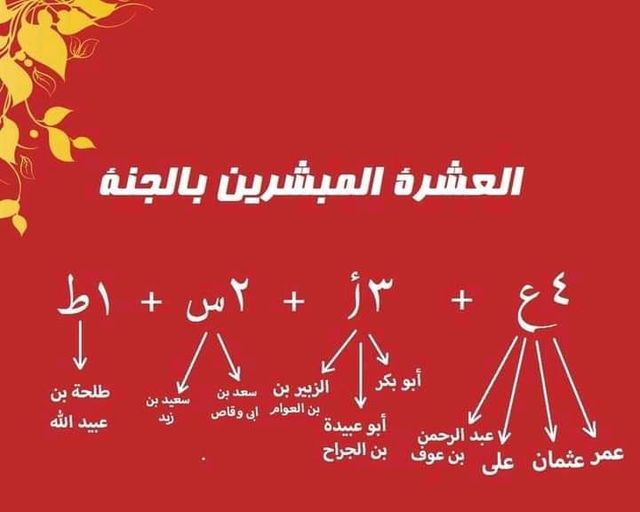 العشرة المبشرين بالجنة
٤ع + ٣أ + ٢س + ١ط
عمر
عثمان
على
عبد الرحمن
بن عوف
أبو بكر
أبو عبيدة
بن الجراح
الزبير بن
بن العوام
سعد بن
ابى وقاص
سعيد بن
زيد
طلحة بن
عبيد الله